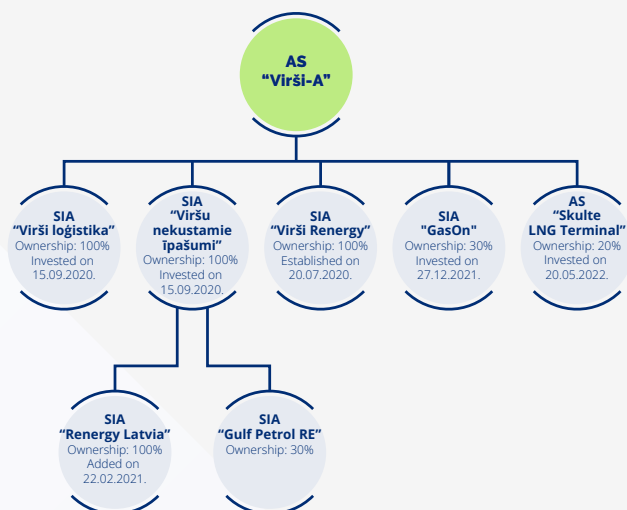 AS
“Virši-A”
SIA
“Virši loģistika”
Ownership: 100%
Invested on
15.09.2020.
SIA
“Viršu
nekustamie
īpašumi”
Ownership: 100%
Invested on
15.09.2020.
SIA
“Virši Renergy”
Ownership: 100%
Established on
20.07.2020.
SIA
"GasOn"
Ownership: 30%
Invested on
27.12.2021.
AS
“Skulte
LNG Terminal”
Ownership: 20%
Invested on
20.05.2022.
SIA
“Renergy Latvia”
Ownership: 100%
Added on
22.02.2021.
SIA
“Gulf Petrol RE”
Ownership: 30%